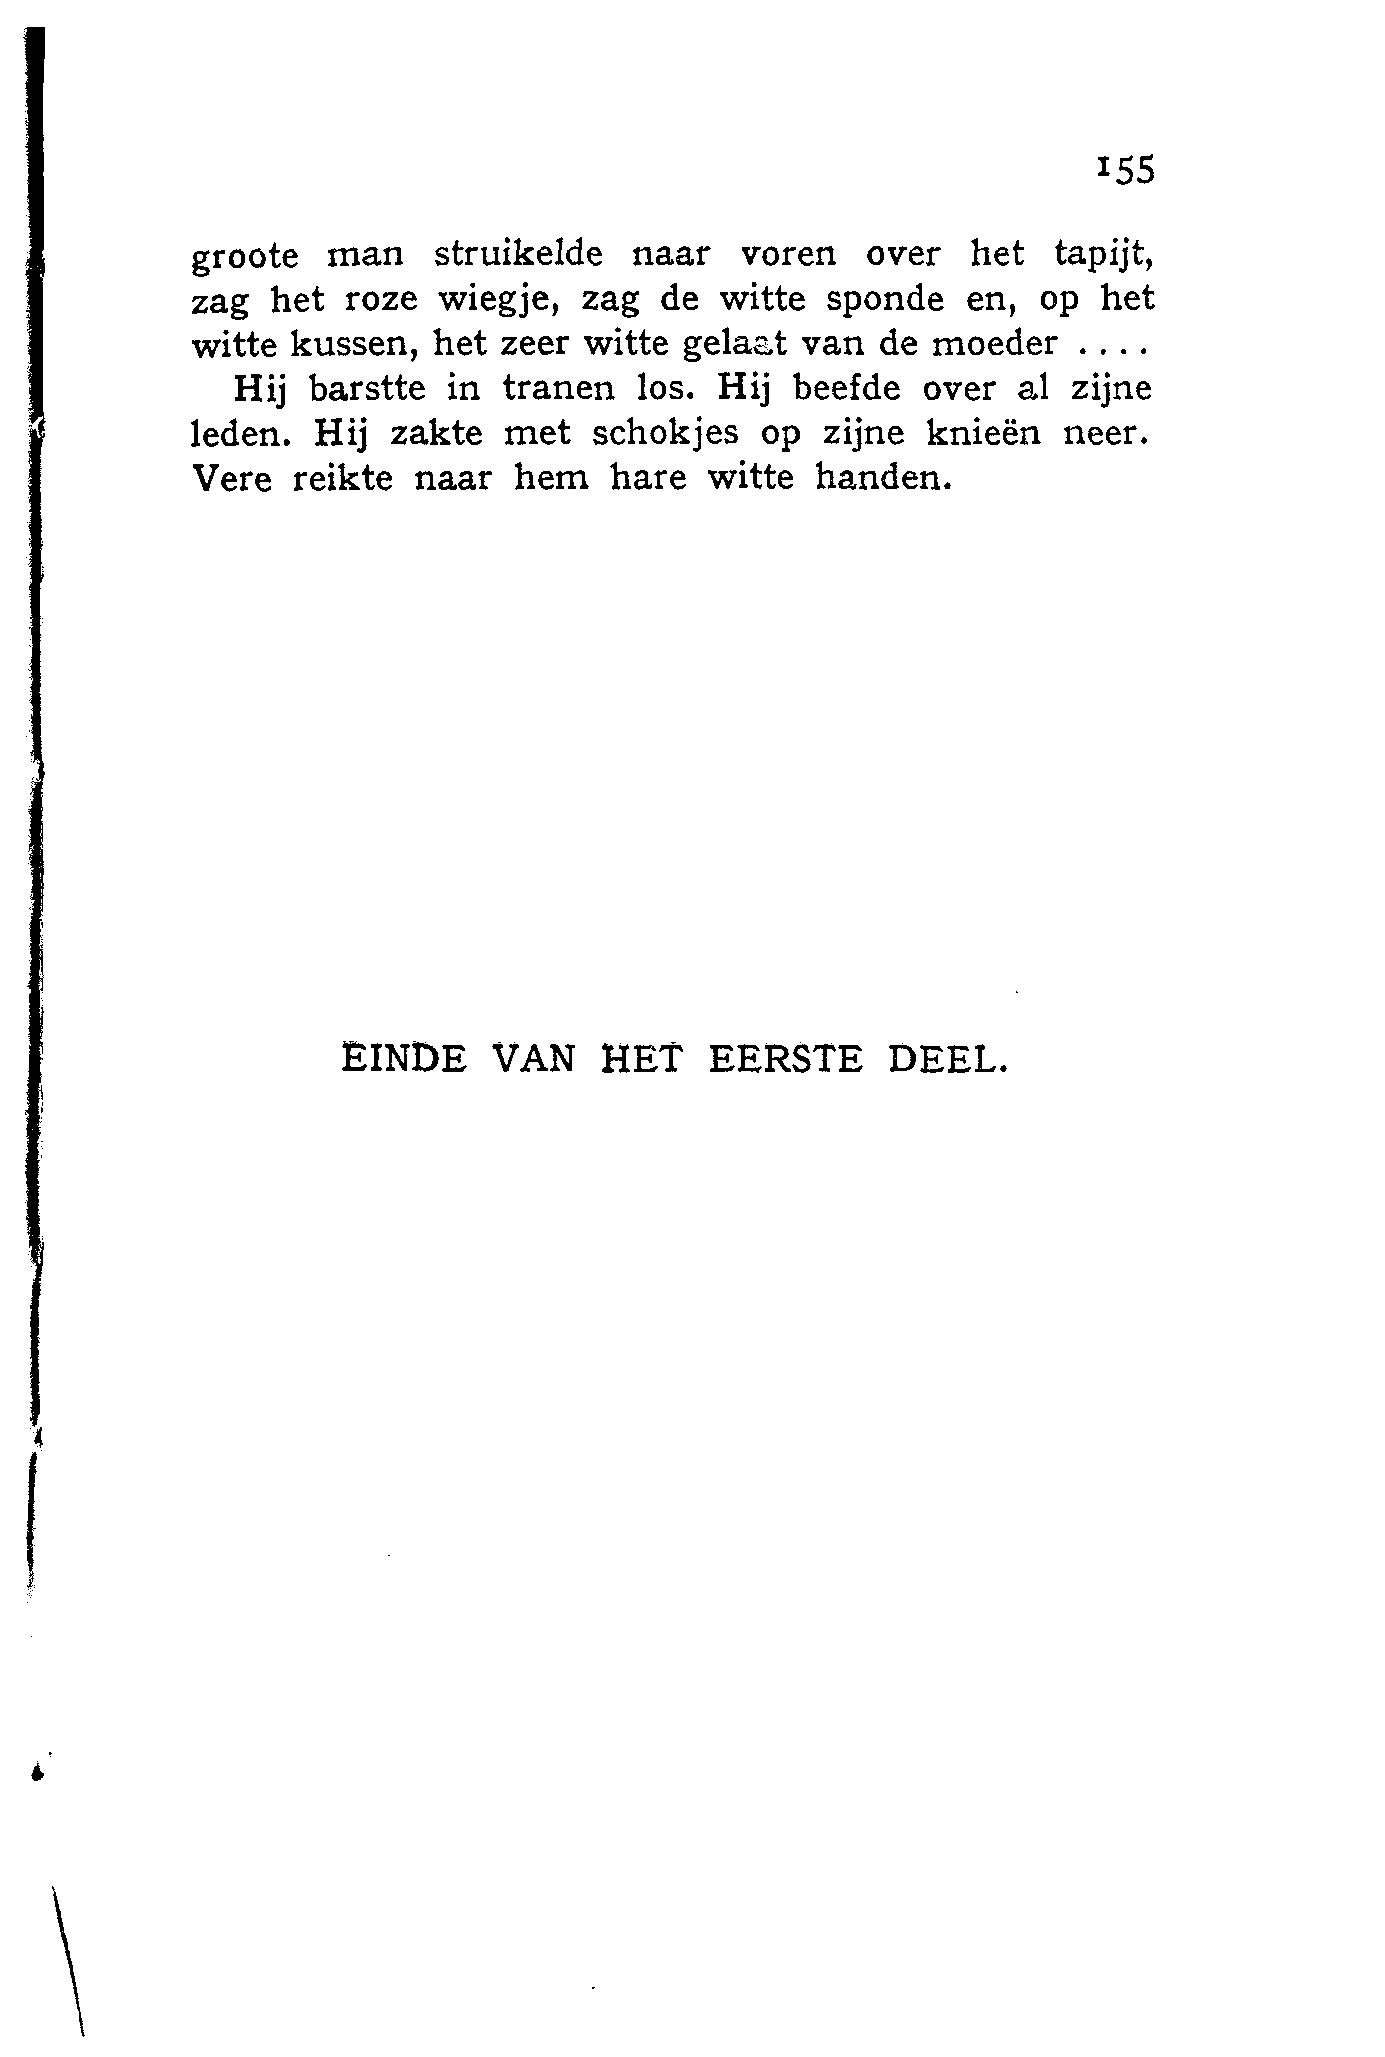 155
groote man struikelde naar voren over het tapijt,
zag het roze wiegje, zag de witte sponde en, op het
witte kussen, het zeer witte gelaat van de moeder ....
Hij barstte in tranen los. Hij beefde over al zijne
leden. Hij zakte met schokjes op zijne knieën neer.
Vere reikte naar hem hare witte handen.
EINDE VAN HET EERSTE DEEL.